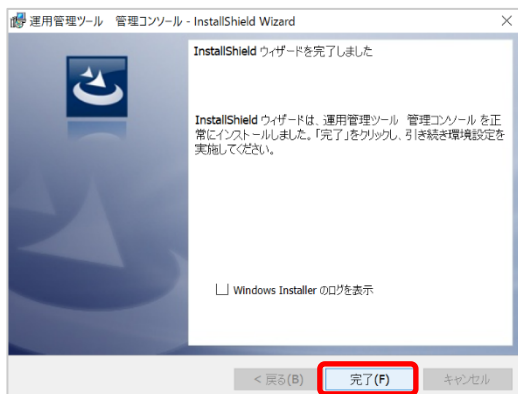 運用管理ツール　管理コンソール - InstallShield Wizard
InstallShield ウィザードを完了しました
InstallShield ウィザードは、運用管理ツール　管理コンソール を正
常にインストールしました。「完了」をクリックし、引き続き環境設定を
実施してください。
Windows Installer のログを表示
< 戻る(B)
完了(F)
キャンセル